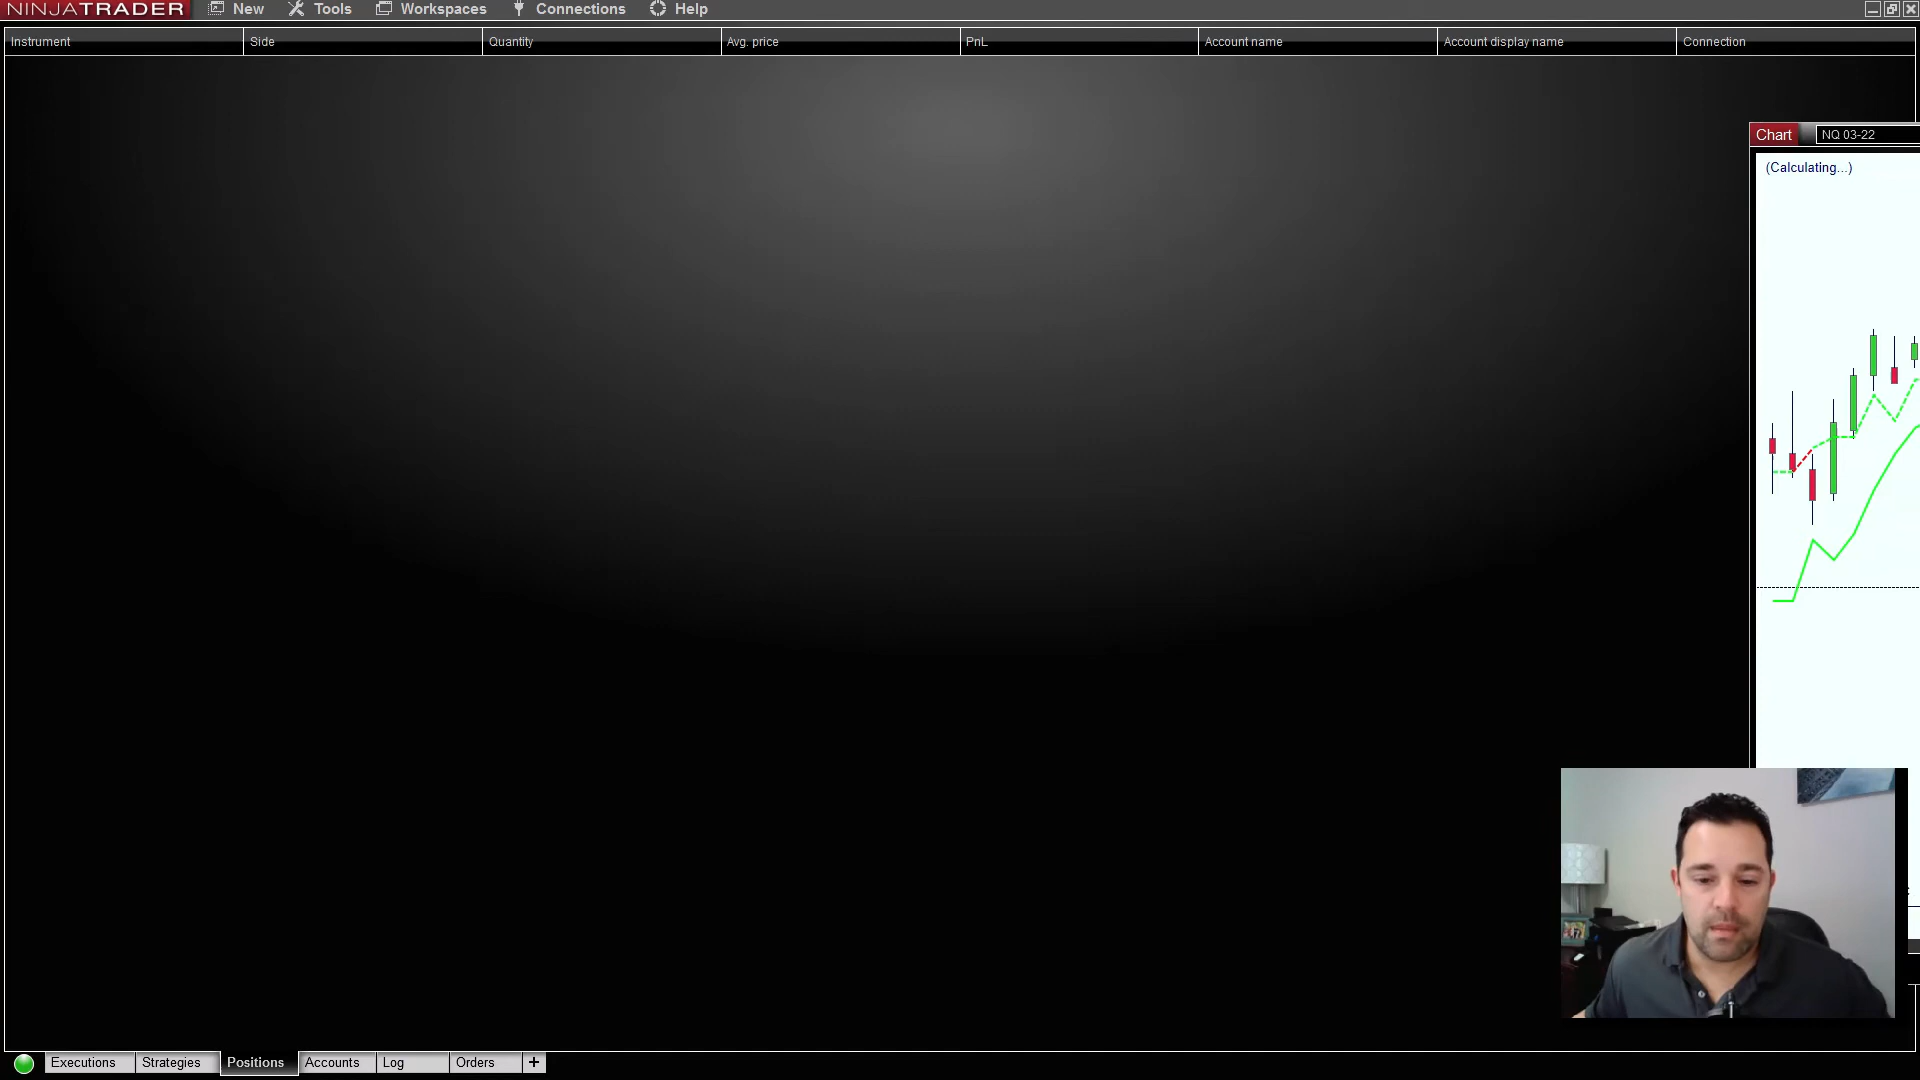 NINJATRADER New Tools Workspaces Connections Help
Instrument Side Quantity Avg. price PnL Account name Account display name Connection
Chart NQ 03-22
(Calculating...)
Executions Strategies Positions Accounts Log Orders +